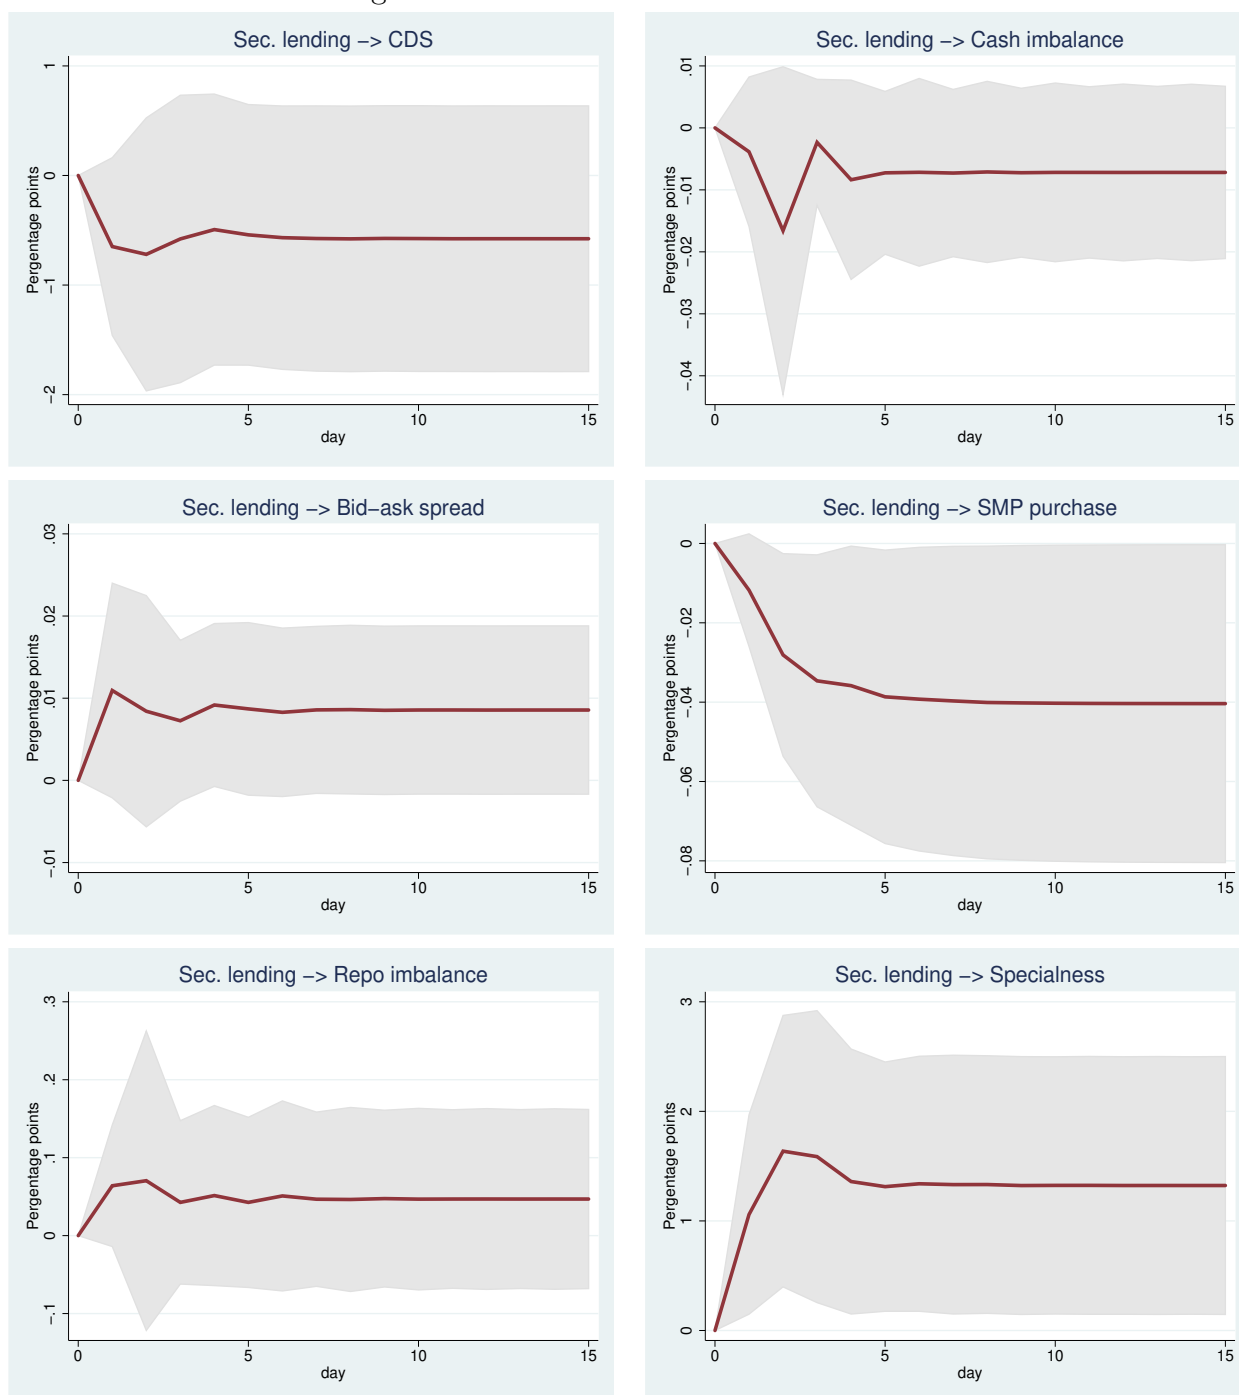 Sec. lending −> CDS
Pergentage points
1
0
−1
−2
0 5 10 15
day
Sec. lending −> Cash imbalance
Pergentage points
.01
0
−.01
−.02
−.03
−.04
0 5 10 15
day
Sec. lending −> Bid−ask spread
Pergentage points
.03
.02
.01
0
−.01
0 5 10 15
day
Sec. lending −> SMP purchase
Pergentage points
0
−.02
−.04
−.06
−.08
0 5 10 15
day
Sec. lending −> Repo imbalance
Pergentage points
.3
.2
.1
0
−.1
0 5 10 15
day
Sec. lending −> Specialness
Pergentage points
3
2
1
0
0 5 10 15
day